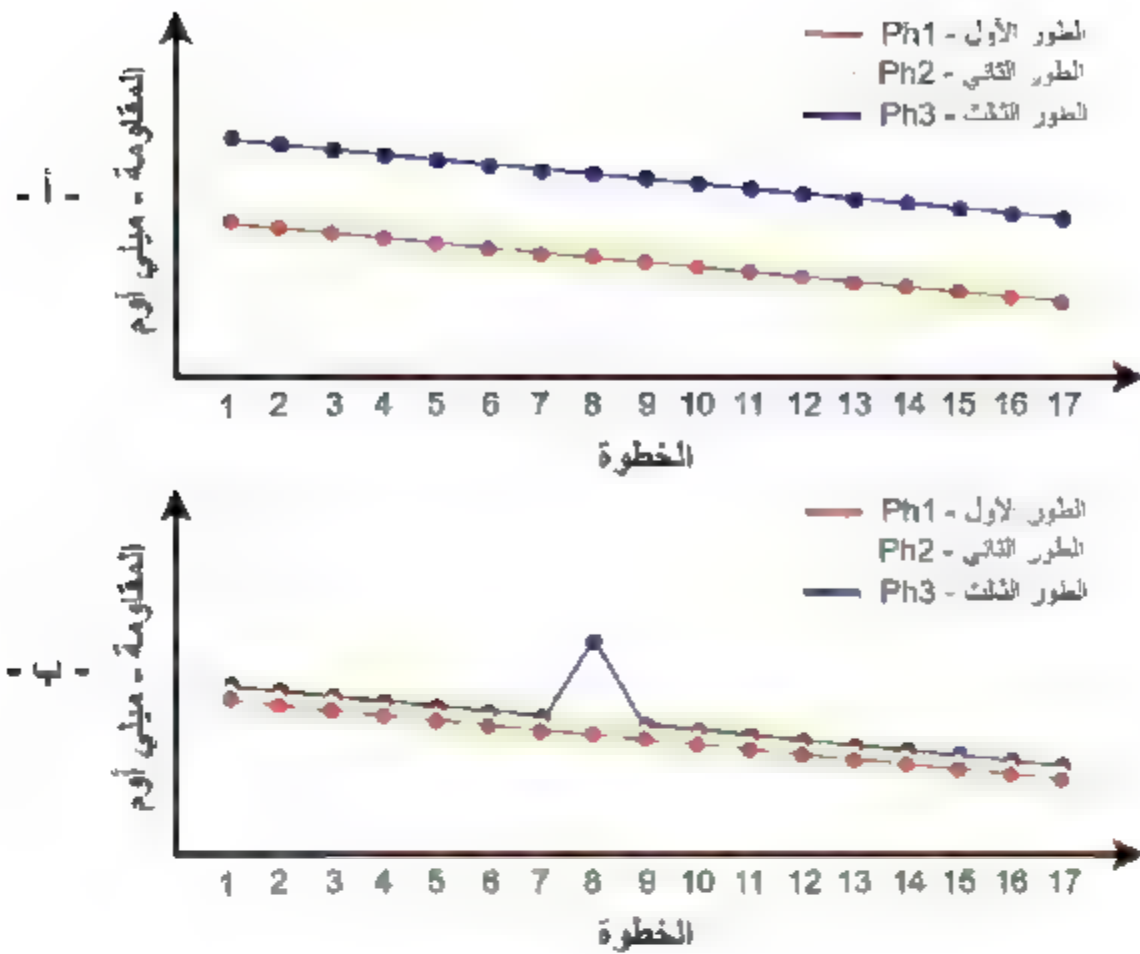 Ph1 - الطور الأول
Ph2 - الطور الثاني
Ph3 - الطور الثالث
المقاومة - ميلي أوم
- أ -
1 2 3 4 5 6 7 8 9 10 11 12 13 14 15 16 17
الخطوة
Ph1 - الطور الأول
Ph2 - الطور الثاني
Ph3 - الطور الثالث
المقاومة - ميلي أوم
- ب -
1 2 3 4 5 6 7 8 9 10 11 12 13 14 15 16 17
الخطوة